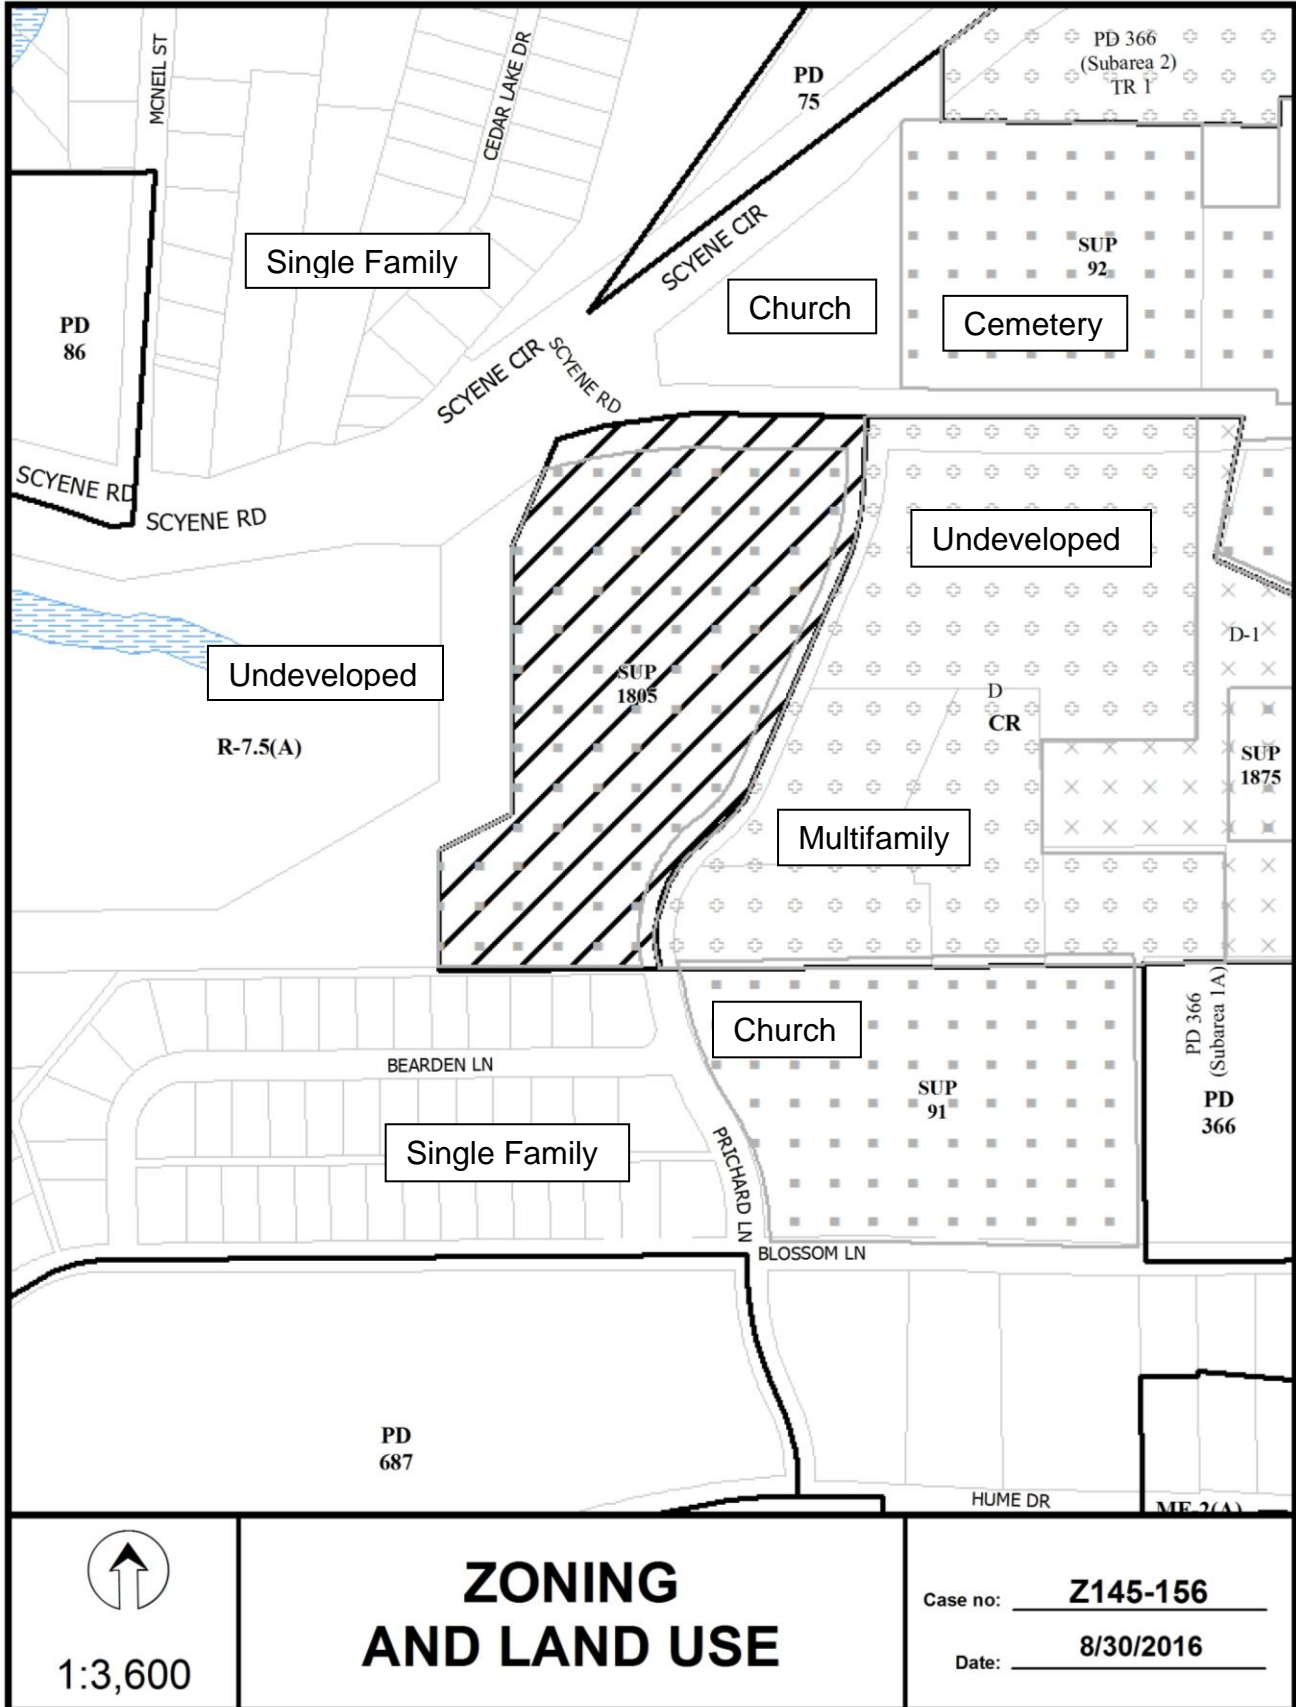 MCNEIL ST
CEDAR LAKE DR
PD
75
PD 366
(Subarea 2)
TR 1
Single Family
SCYENE CIR
SUP
92
Church
Cemetery
PD
86
SCYENE CIR
SCYENE RD
SCYENE RD
SCYENE RD
Undeveloped
D-1
Undeveloped
SUP
1805
R-7.5(A)
D
CR
SUP
1875
Multifamily
Church
PD 366
(Subarea 1A)
BEARDEN LN
SUP
91
PD
366
Single Family
PRICHARD LN
BLOSSOM LN
PD
687
HUME DR
MF-2(A)
1:3,600
ZONING
AND LAND USE
Case no: Z145-156
Date: 8/30/2016